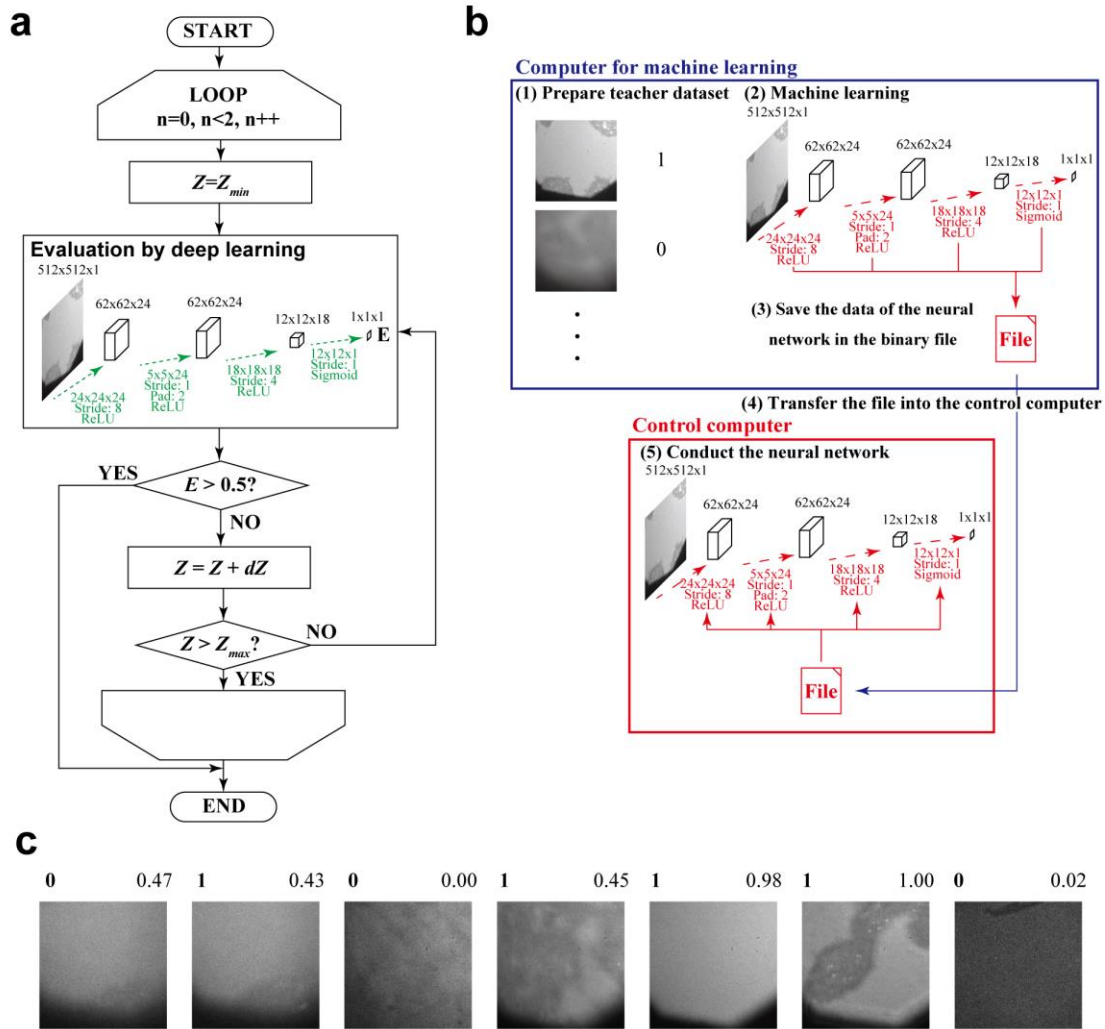 a
START
LOOP
n=0, n<2, n++
Z=Zmin
Evaluation by deep learning
512x512x1
62x62x24
62x62x24
12x12x18
1x1x1
E
24x24x24
Stride: 8
ReLU
5x5x24
Stride: 1
Pad: 2
ReLU
18x18x18
Stride: 4
ReLU
12x12x1
Stride: 1
Sigmoid
YES
E > 0.5?
NO
Z = Z + dZ
Z > Zmax?
NO
YES
END
b
Computer for machine learning
(1) Prepare teacher dataset
1
0
(2) Machine learning
512x512x1
62x62x24
62x62x24
12x12x18
1x1x1
24x24x24
Stride: 8
ReLU
5x5x24
Stride: 1
Pad: 2
ReLU
18x18x18
Stride: 4
ReLU
12x12x1
Stride: 1
Sigmoid
(3) Save the data of the neural
network in the binary file
File
(4) Transfer the file into the control computer
Control computer
(5) Conduct the neural network
512x512x1
62x62x24
62x62x24
12x12x18
1x1x1
24x24x24
Stride: 8
ReLU
5x5x24
Stride: 1
Pad: 2
ReLU
18x18x18
Stride: 4
ReLU
12x12x1
Stride: 1
Sigmoid
File
c
0 0.47
1 0.43
0 0.00
1 0.45
1 0.98
1 1.00
0 0.02